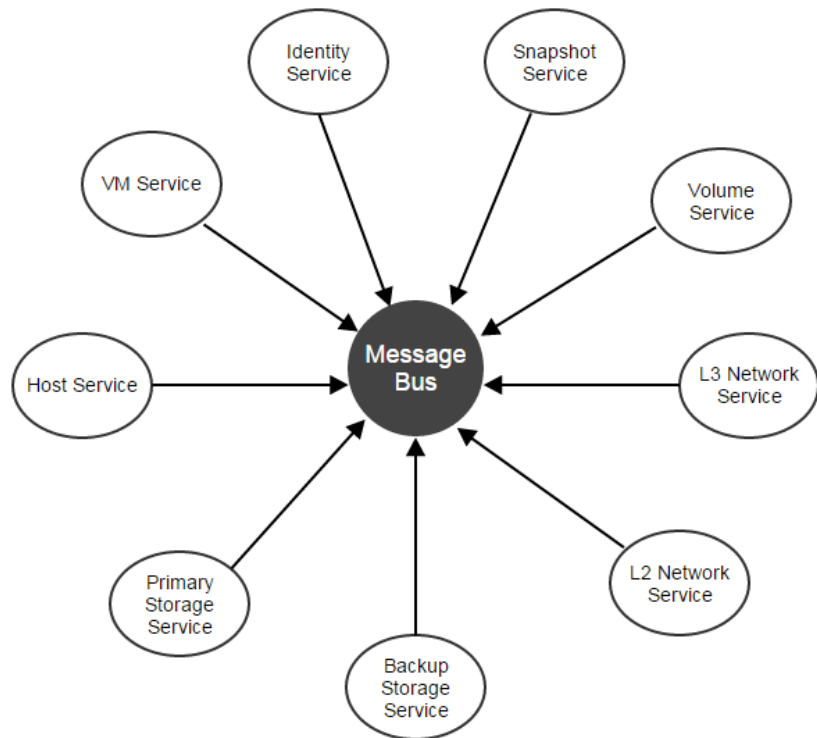 Identity
Service
Snapshot
Service
VM Service
Volume
Service
Message
Bus
Host Service
L3 Network
Service
Primary
Storage
Service
L2 Network
Service
Backup
Storage
Service